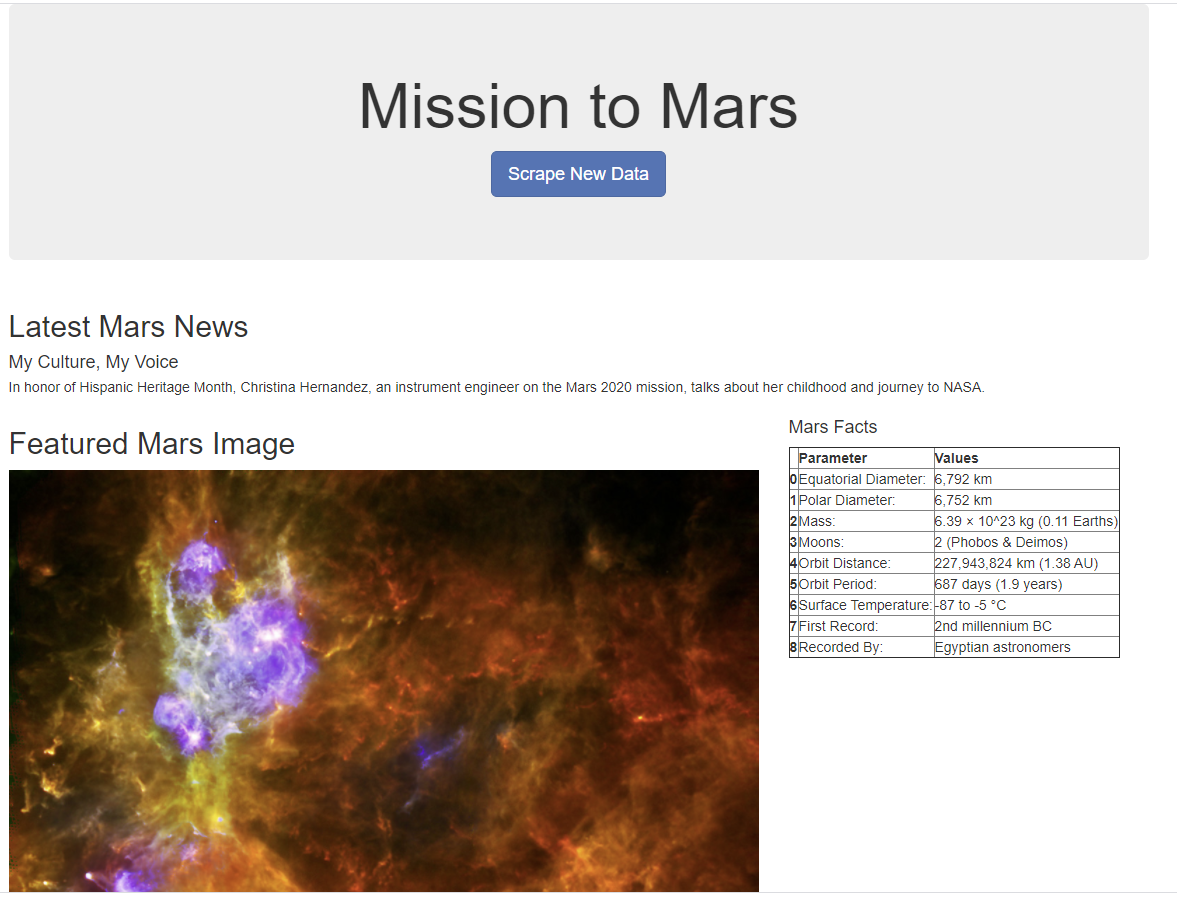 Mission to Mars
Scrape New Data
Latest Mars News
My Culture, My Voice
In honor of Hispanic Heritage Month, Christina Hernandez, an instrument engineer on the Mars 2020 mission, talks about her childhood and journey to NASA.
Featured Mars Image
Mars Facts
Parameter Values
0 Equatorial Diameter: 6,792 km
1 Polar Diameter: 6,752 km
2 Mass: 6.39 × 10^23 kg (0.11 Earths)
3 Moons: 2 (Phobos & Deimos)
4 Orbit Distance: 227,943,824 km (1.38 AU)
5 Orbit Period: 687 days (1.9 years)
6 Surface Temperature: -87 to -5 °C
7 First Record: 2nd millennium BC
8 Recorded By: Egyptian astronomers